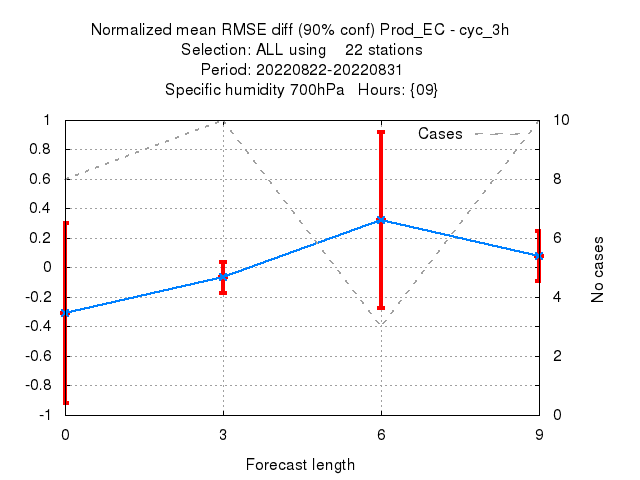 Normalized mean RMSE diff (90% conf) Prod_EC - cyc_3h
Selection: ALL using    22 stations
Period: 20220822-20220831
Specific humidity 700hPa   Hours: {09}
Cases
1
0.8
0.6
0.4
0.2
0
-0.2
-0.4
-0.6
-0.8
-1
10
8
6
4
2
0
No cases
0 3 6 9
Forecast length